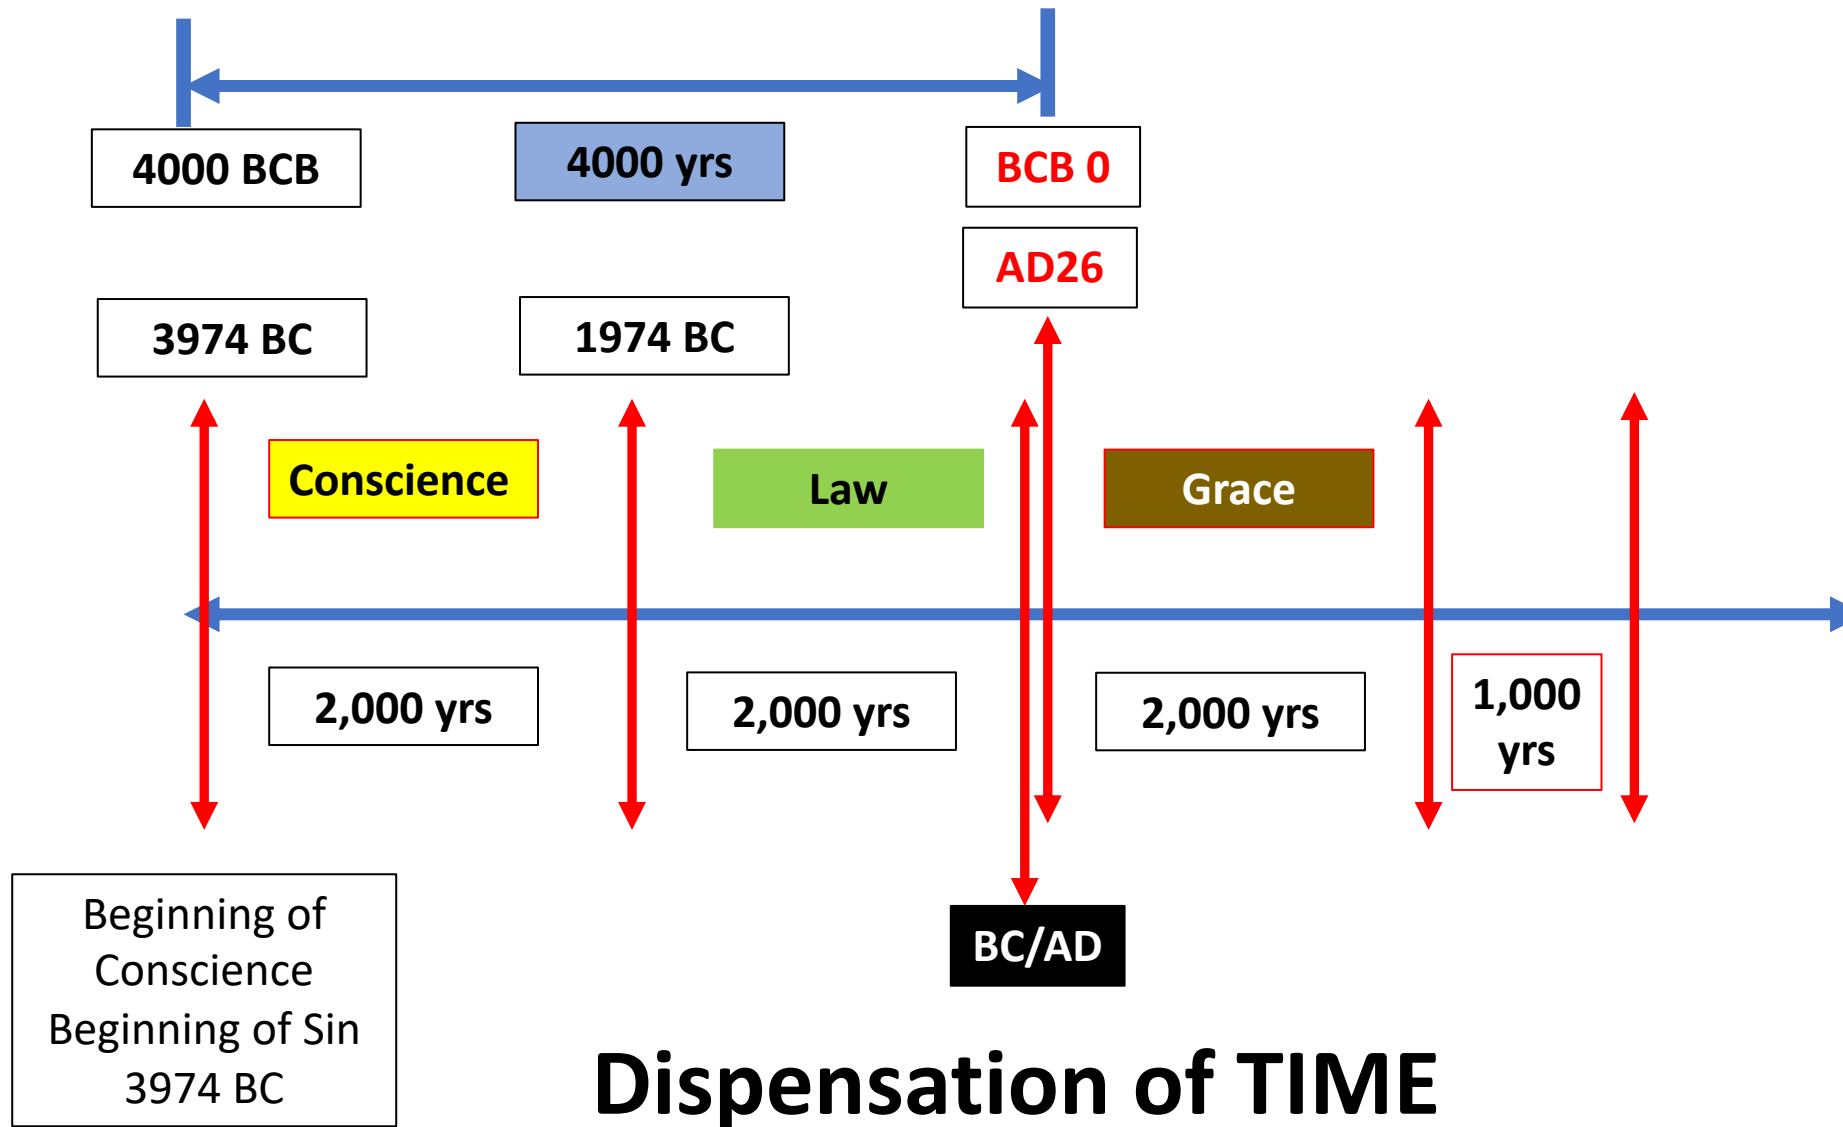 4000 BCB
4000 yrs
BCB 0
AD26
3974 BC
1974 BC
Conscience
Law
Grace
2,000 yrs
2,000 yrs
2,000 yrs
1,000
yrs
Beginning of
Conscience
Beginning of Sin
3974 BC
BC/AD
Dispensation of TIME